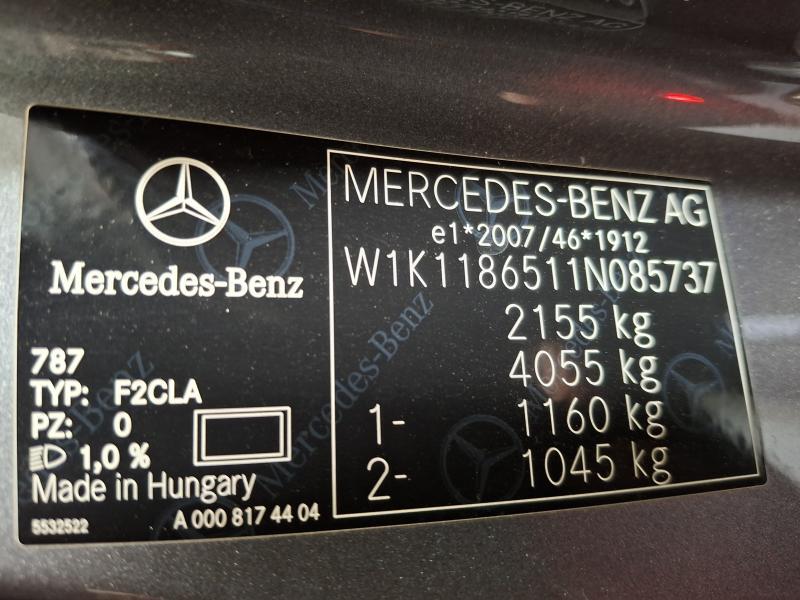 Mercedes-Benz
787
TYP: F2CLA
PZ: 0
1,0 %
Made in Hungary
5532522
A 000 817 44 04
MERCEDES-BENZ AG
e1*2007/46*1912
W1K1186511N085737
2155 kg
4055 kg
1- 1160 kg
2- 1045 kg